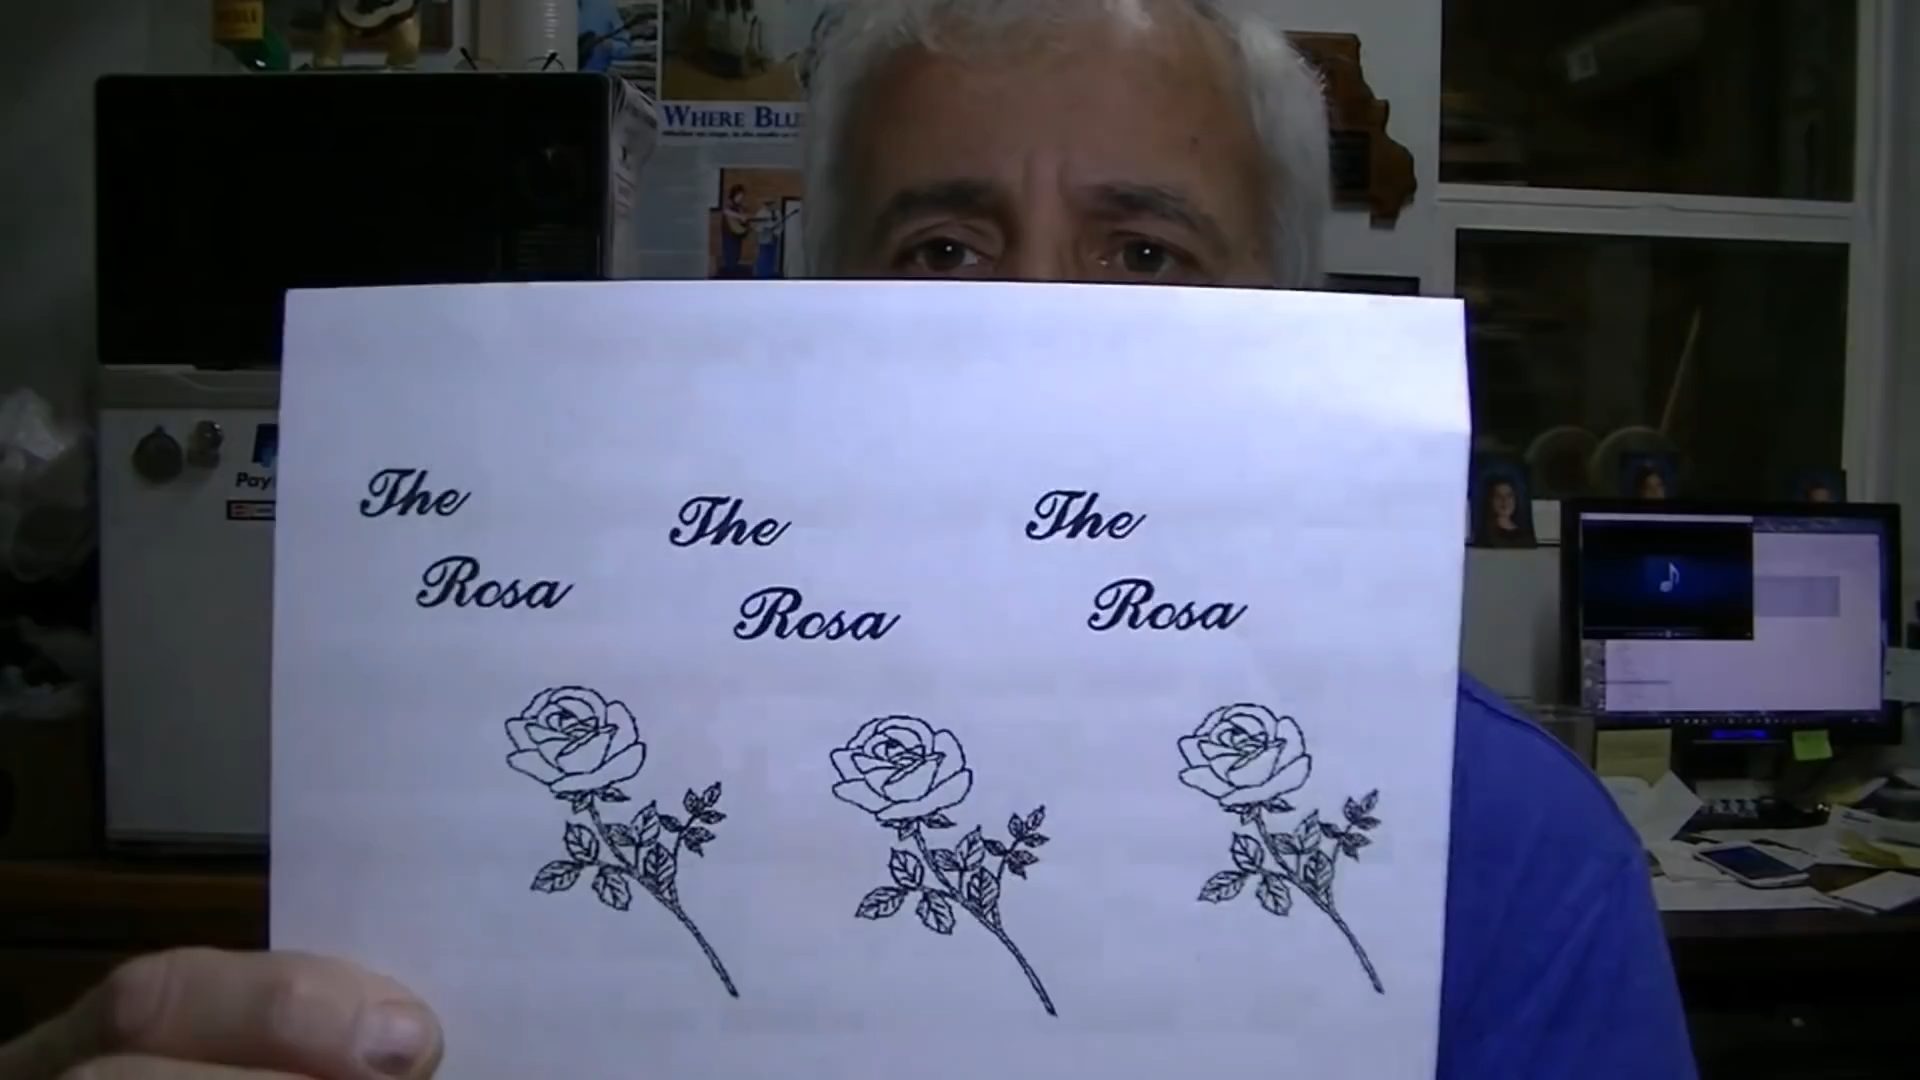 WHERE BLU
Pay
The
Rosa
The
Rosa
The
Rosa